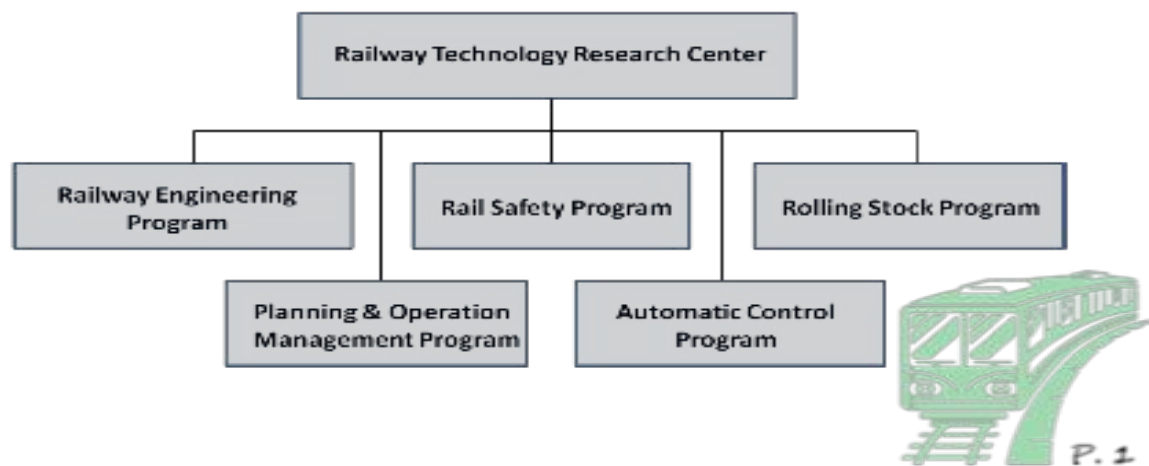 Railway Technology Research Center
Railway Engineering
Program
Rail Safety Program
Rolling Stock Program
Planning & Operation
Management Program
Automatic Control
Program
P. 1